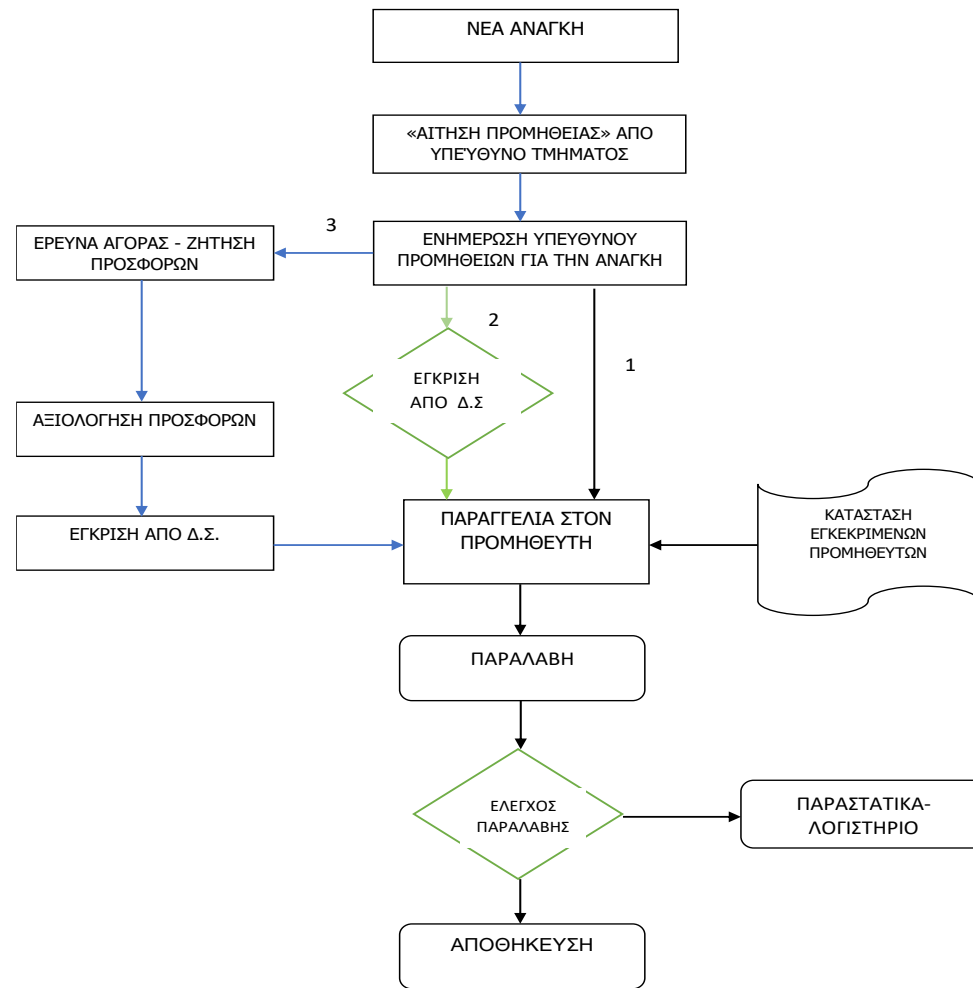 ΝΕΑ ΑΝΑΓΚΗ
«ΑΙΤΗΣΗ ΠΡΟΜΗΘΕΙΑΣ» ΑΠΟ
ΥΠΕΎΘΥΝΟ ΤΜΗΜΑΤΟΣ
3
ΕΡΕΥΝΑ ΑΓΟΡΑΣ - ΖΗΤΗΣΗ
ΠΡΟΣΦΟΡΩΝ
ΕΝΗΜΕΡΩΣΗ ΥΠΕΥΘΥΝΟΥ
ΠΡΟΜΗΘΕΙΩΝ ΓΙΑ ΤΗΝ ΑΝΑΓΚΗ
2
1
ΕΓΚΡΙΣΗ
ΑΠΟ Δ.Σ
ΑΞΙΟΛΟΓΗΣΗ ΠΡΟΣΦΟΡΩΝ
ΕΓΚΡΙΣΗ ΑΠΟ Δ.Σ.
ΠΑΡΑΓΓΕΛΙΑ ΣΤΟΝ
ΠΡΟΜΗΘΕΥΤΗ
ΚΑΤΑΣΤΑΣΗ
ΕΓΚΕΚΡΙΜΕΝΩΝ
ΠΡΟΜΗΘΕΥΤΩΝ
ΠΑΡΑΛΑΒΗ
ΕΛΕΓΧΟΣ
ΠΑΡΑΛΑΒΗΣ
ΠΑΡΑΣΤΑΤΙΚΑ-
ΛΟΓΙΣΤΗΡΙΟ
ΑΠΟΘΗΚΕΥΣΗ